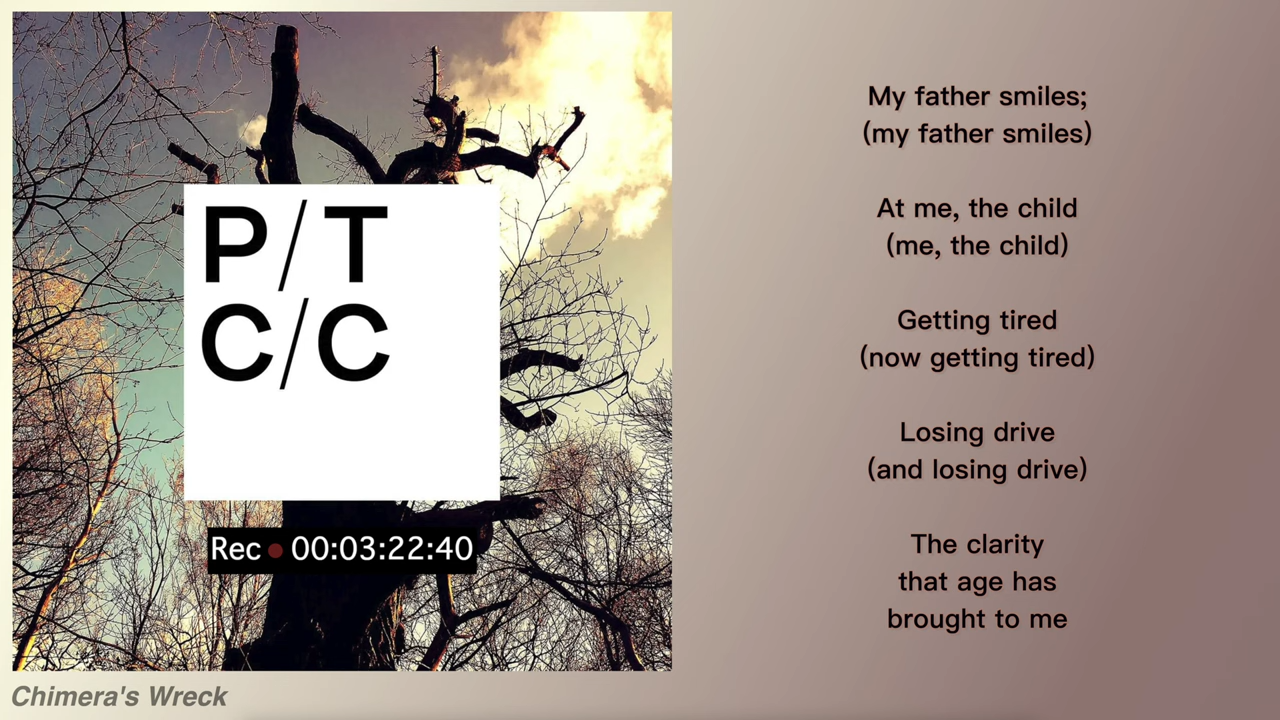 P/T
C/C
Rec 00:03:22:40
Chimera's Wreck
My father smiles;
(my father smiles)
At me, the child
(me, the child)
Getting tired
(now getting tired)
Losing drive
(and losing drive)
The clarity
that age has
brought to me